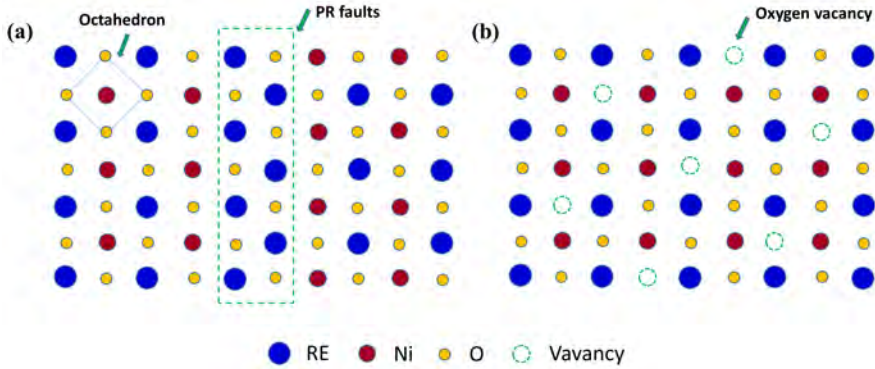 Octahedron
PR faults
Oxygen vacancy
(a)
(b)
RE
Ni
O
Vavancy